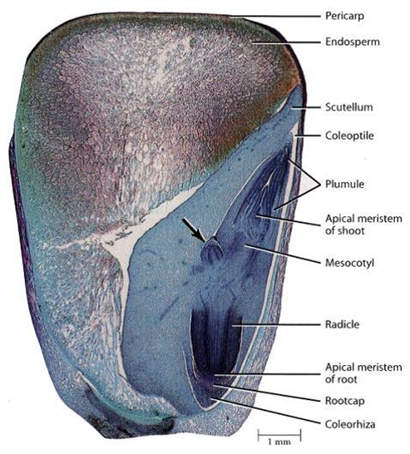 Pericarp
Endosperm
Scutellum
Coleoptile
Plumule
Apical meristem
of shoot
Mesocotyl
Radicle
Apical meristem
of root
Rootcap
Coleorhiza
1 mm